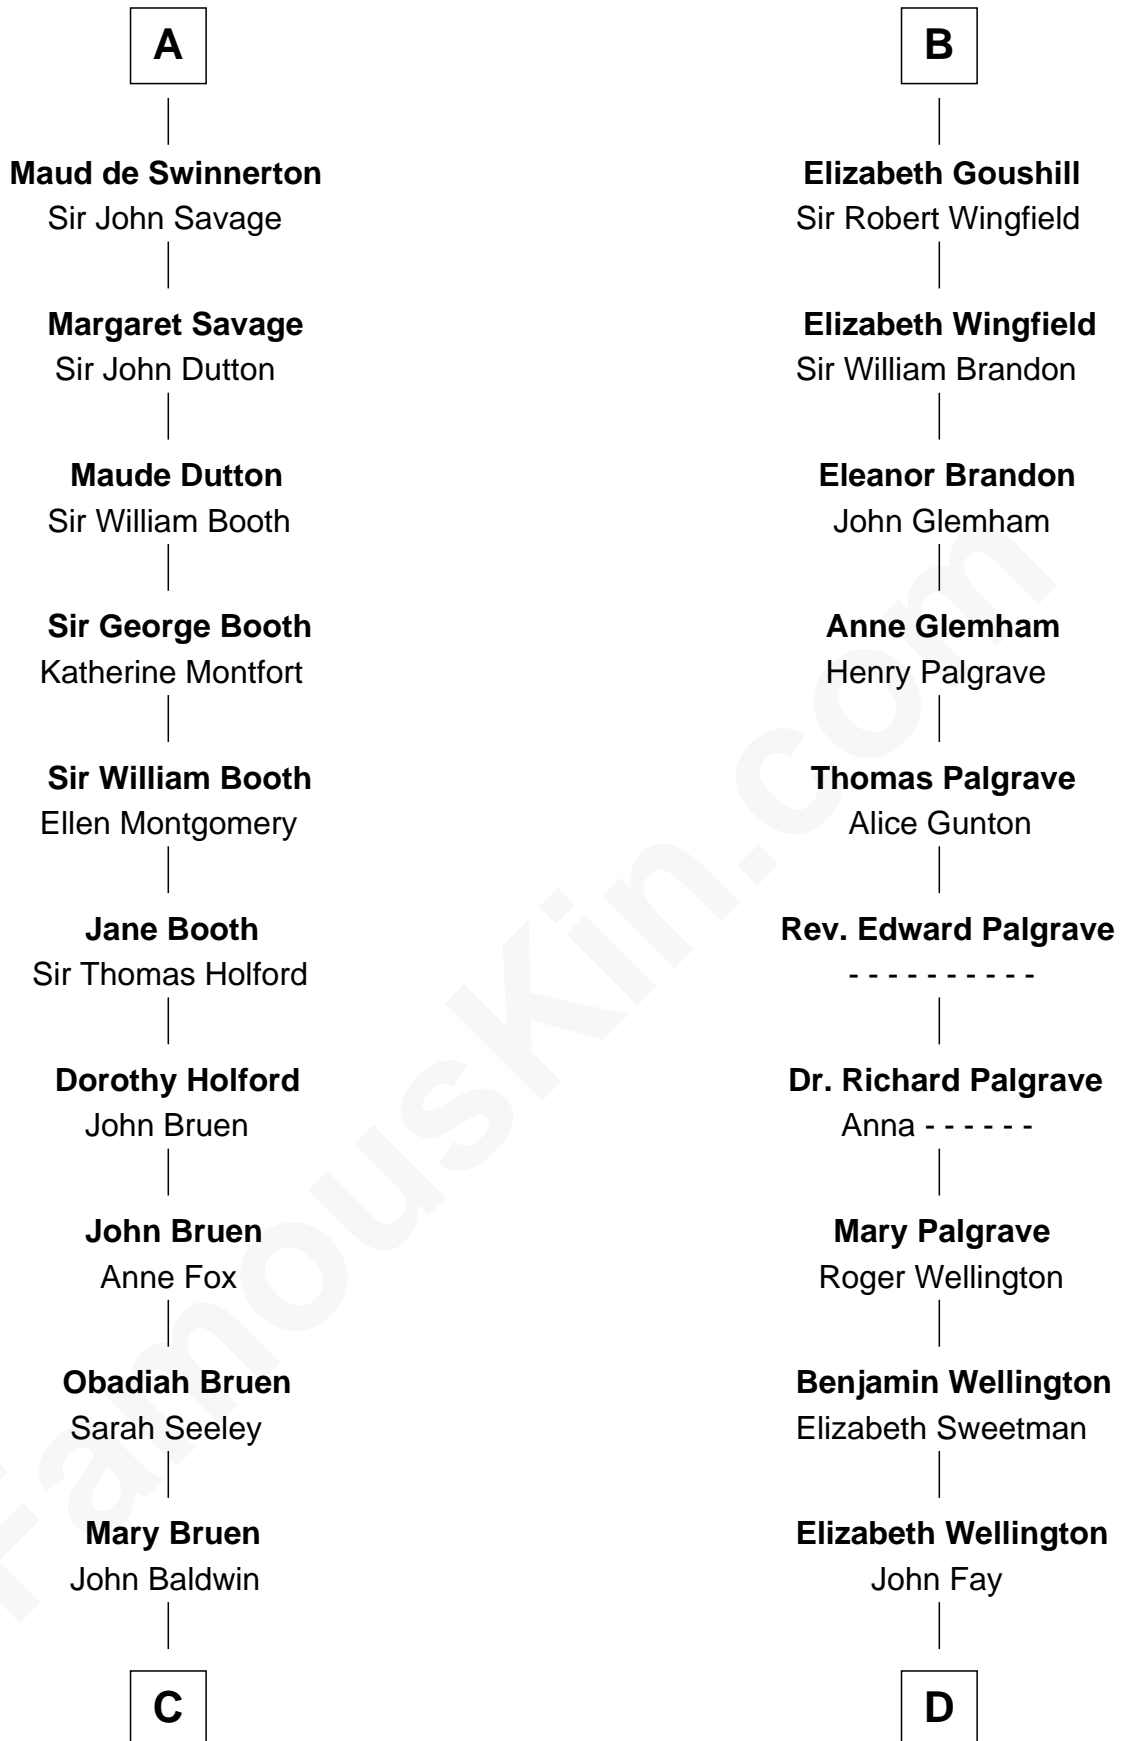 A
Maud de Swinnerton
Sir John Savage
Margaret Savage
Sir John Dutton
Maude Dutton
Sir William Booth
Sir George Booth
Katherine Montfort
Sir William Booth
Ellen Montgomery
Jane Booth
Sir Thomas Holford
Dorothy Holford
John Bruen
John Bruen
Anne Fox
Obadiah Bruen
Sarah Seeley
Mary Bruen
John Baldwin
C
B
Elizabeth Goushill
Sir Robert Wingfield
Elizabeth Wingfield
Sir William Brandon
Eleanor Brandon
John Glemham
Anne Glemham
Henry Palgrave
Thomas Palgrave
Alice Gunton
Rev. Edward Palgrave
- - - - - - - - - -
Dr. Richard Palgrave
Anna - - - - - -
Mary Palgrave
Roger Wellington
Benjamin Wellington
Elizabeth Sweetman
Elizabeth Wellington
John Fay
D
FamousKin.com